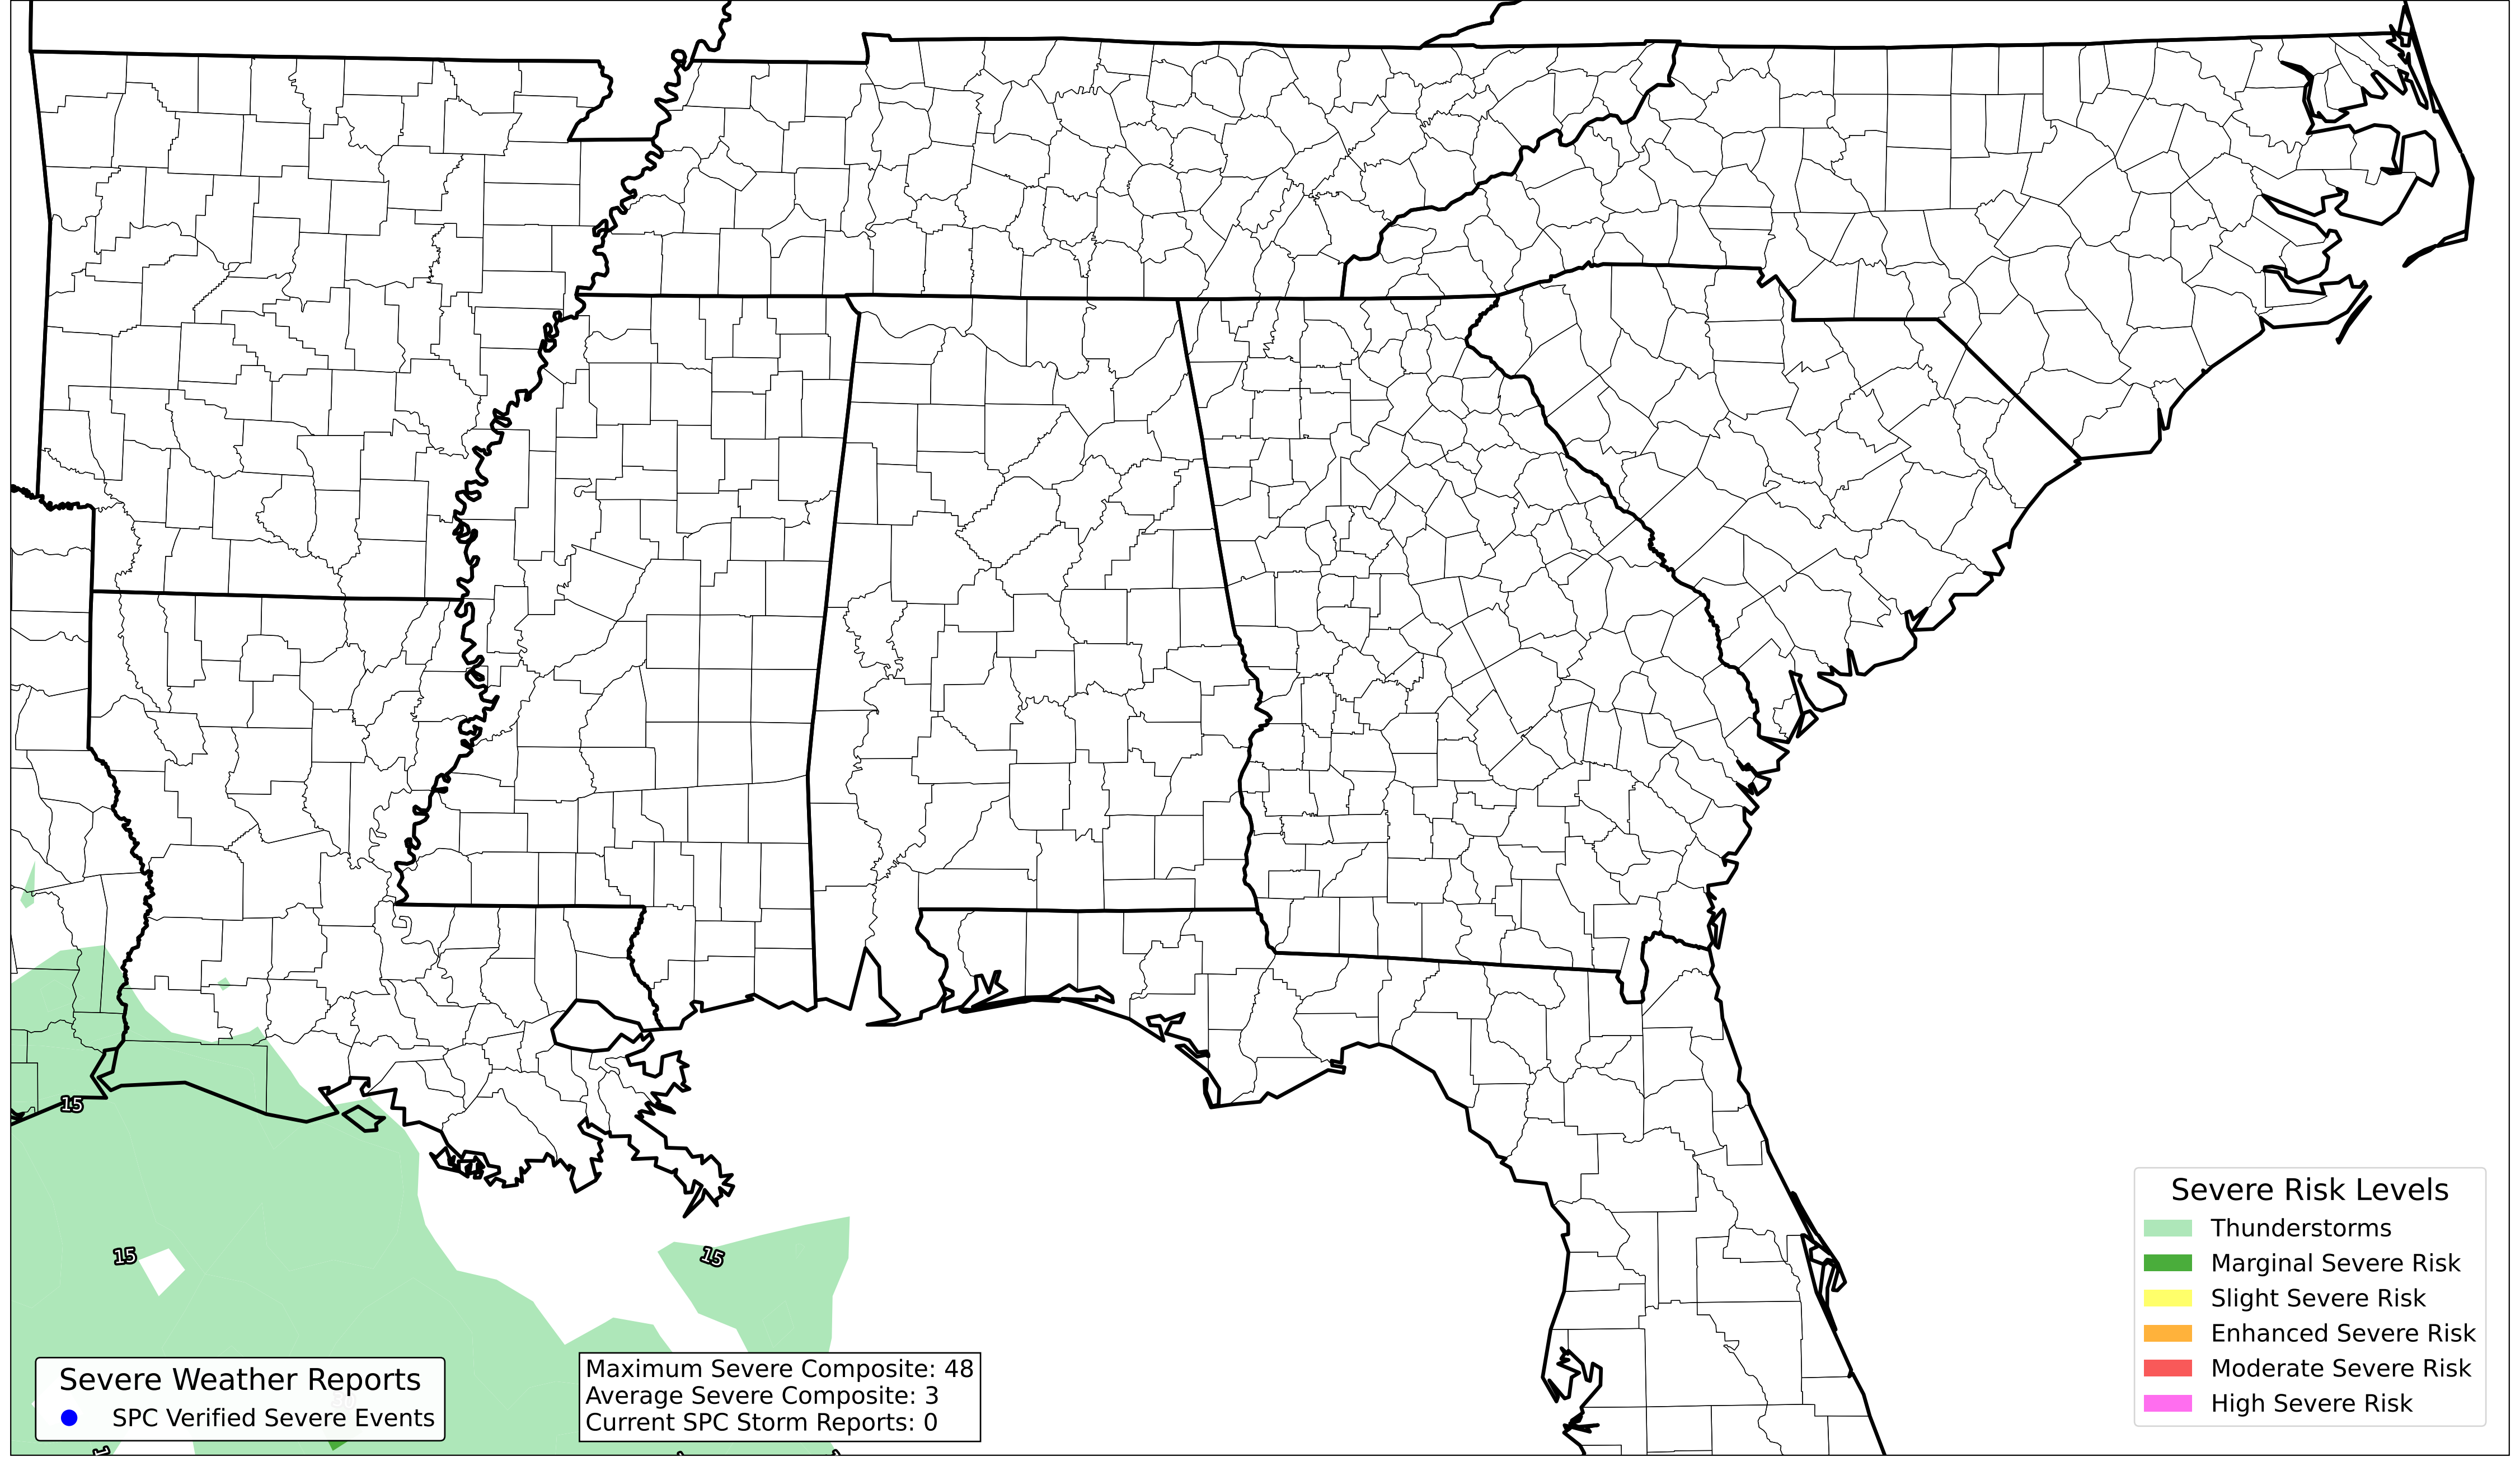 15
15
15
Severe Risk Levels
Thunderstorms
Marginal Severe Risk
Slight Severe Risk
Enhanced Severe Risk
Moderate Severe Risk
High Severe Risk
Severe Weather Reports
SPC Verified Severe Events
Maximum Severe Composite: 48
Average Severe Composite: 3
Current SPC Storm Reports: 0